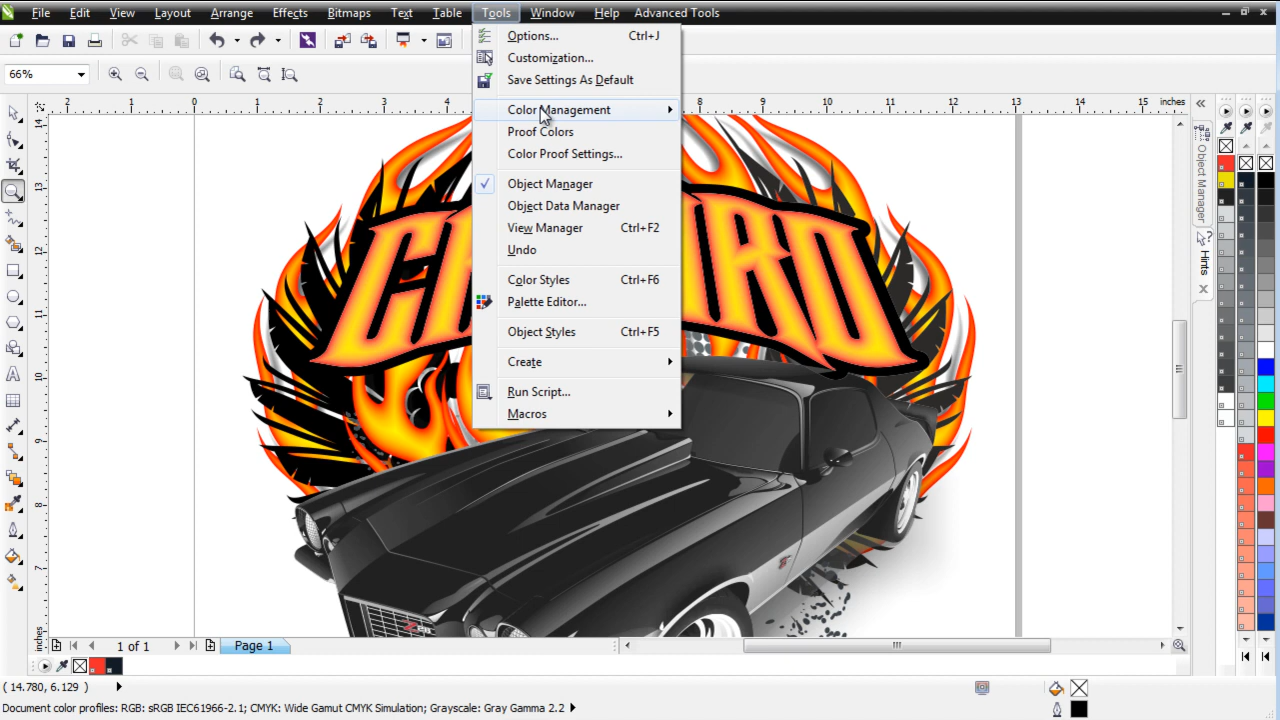 File Edit View Layout Arrange Effects Bitmaps Text Table Tools Window Help Advanced Tools
66%
Options... Ctrl+J
Customization...
Save Settings As Default
Color Management
Proof Colors
Color Proof Settings...
Object Manager
Object Data Manager
View Manager Ctrl+F2
Undo
Color Styles Ctrl+F6
Palette Editor...
Object Styles Ctrl+F5
Create
Run Script...
Macros
2 1 0 1 2 3 4 7 8 9 10 11 12 13 14 15 inches
14
13
12
11
10
9
8
7
inches
Object Manager
Hints
1 of 1
Page 1
( 14.780, 6.129 )
Document color profiles: RGB: sRGB IEC61966-2.1; CMYK: Wide Gamut CMYK Simulation; Grayscale: Gray Gamma 2.2